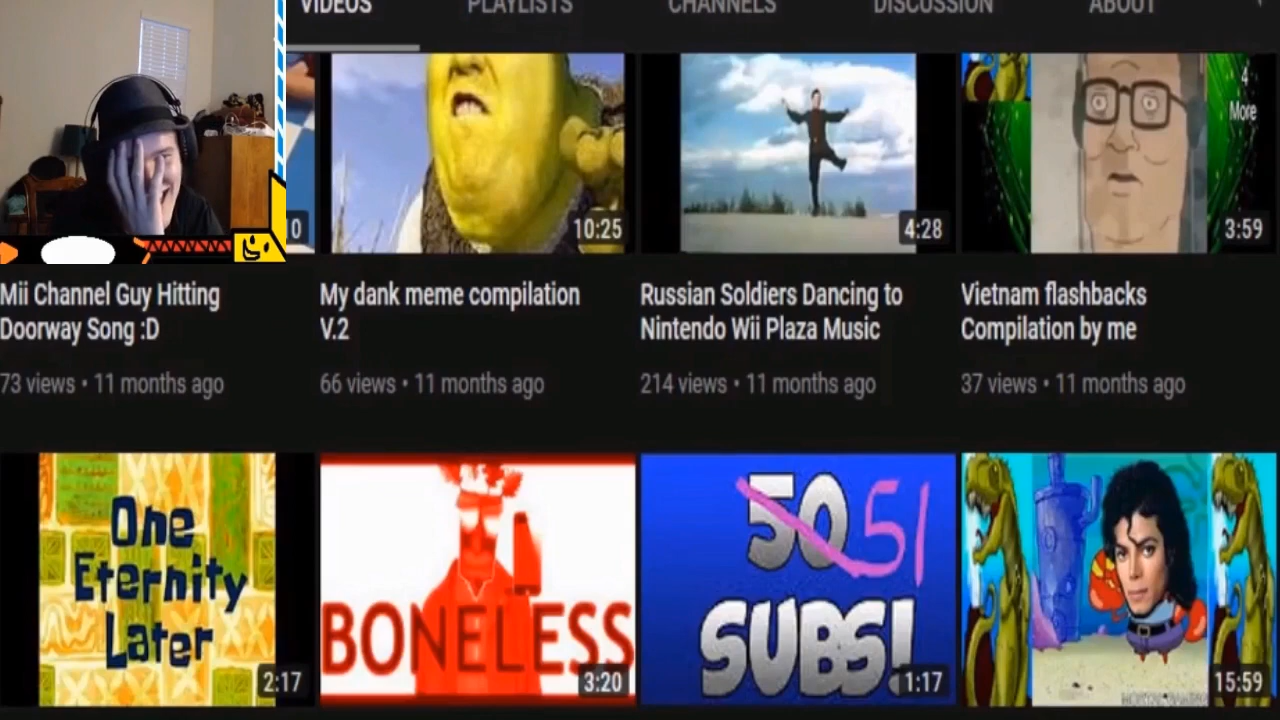 VIDEOS
PLAYLISTS
CHANNELS
DISCUSSION
ABOUT
4
More
10
10:25
4:28
3:59
Mii Channel Guy Hitting
Doorway Song :D
73 views • 11 months ago
My dank meme compilation
V.2
66 views • 11 months ago
Russian Soldiers Dancing to
Nintendo Wii Plaza Music
214 views • 11 months ago
Vietnam flashbacks
Compilation by me
37 views • 11 months ago
One
Eternity
Later
2:17
BONELESS
3:20
50 51
SUBS!
1:17
15:59